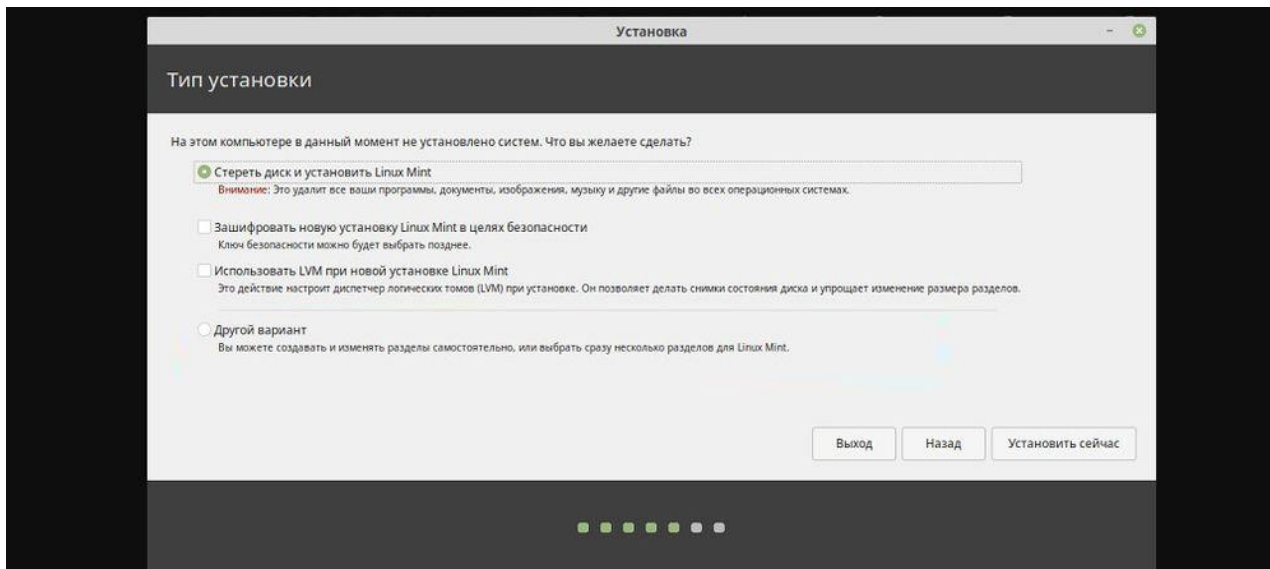 Установка
Тип установки
На этом компьютере в данный момент не установлено систем. Что вы желаете сделать?
Стереть диск и установить Linux Mint
Внимание: Это удалит все ваши программы, документы, изображения, музыку и другие файлы во всех операционных системах.
Зашифровать новую установку Linux Mint в целях безопасности
Ключ безопасности можно будет выбрать позднее.
Использовать LVM при новой установке Linux Mint
Это действие настроит диспетчер логических томов (LVM) при установке. Он позволяет делать снимки состояния диска и упрощает изменение размера разделов.
Другой вариант
Вы можете создавать и изменять разделы самостоятельно, или выбрать сразу несколько разделов для Linux Mint.
Выход Назад Установить сейчас